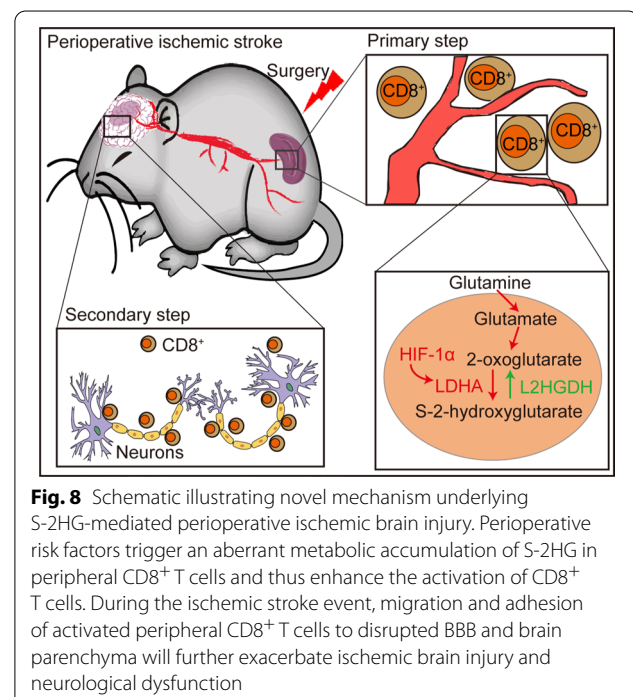 Perioperative ischemic stroke
Surgery
Primary step
CD8⁺
CD8⁺
CD8⁺
CD8⁺
Secondary step
CD8⁺
Neurons
Glutamine
Glutamate
2-oxoglutarate
HIF-1α
LDHA
L2HGDH
S-2-hydroxyglutarate
Fig. 8 Schematic illustrating novel mechanism underlying
S-2HG-mediated perioperative ischemic brain injury. Perioperative
risk factors trigger an aberrant metabolic accumulation of S-2HG in
peripheral CD8⁺ T cells and thus enhance the activation of CD8⁺
T cells. During the ischemic stroke event, migration and adhesion
of activated peripheral CD8⁺ T cells to disrupted BBB and brain
parenchyma will further exacerbate ischemic brain injury and
neurological dysfunction